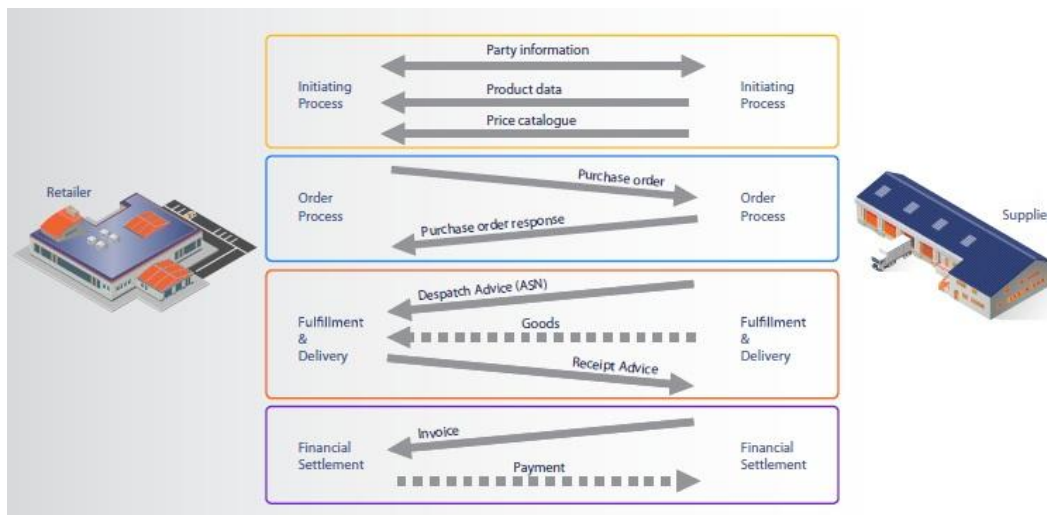 Party information
Initiating
Process
Product data
Initiating
Process
Price catalogue
Retailer
Order
Process
Purchase order
Purchase order response
Order
Process
Supplie
Despatch Advice (ASN)
Fulfillment
&
Delivery
Goods
Fulfillment
&
Delivery
Receipt Advice
Financial
Settlement
Invoice
Payment
Financial
Settlement